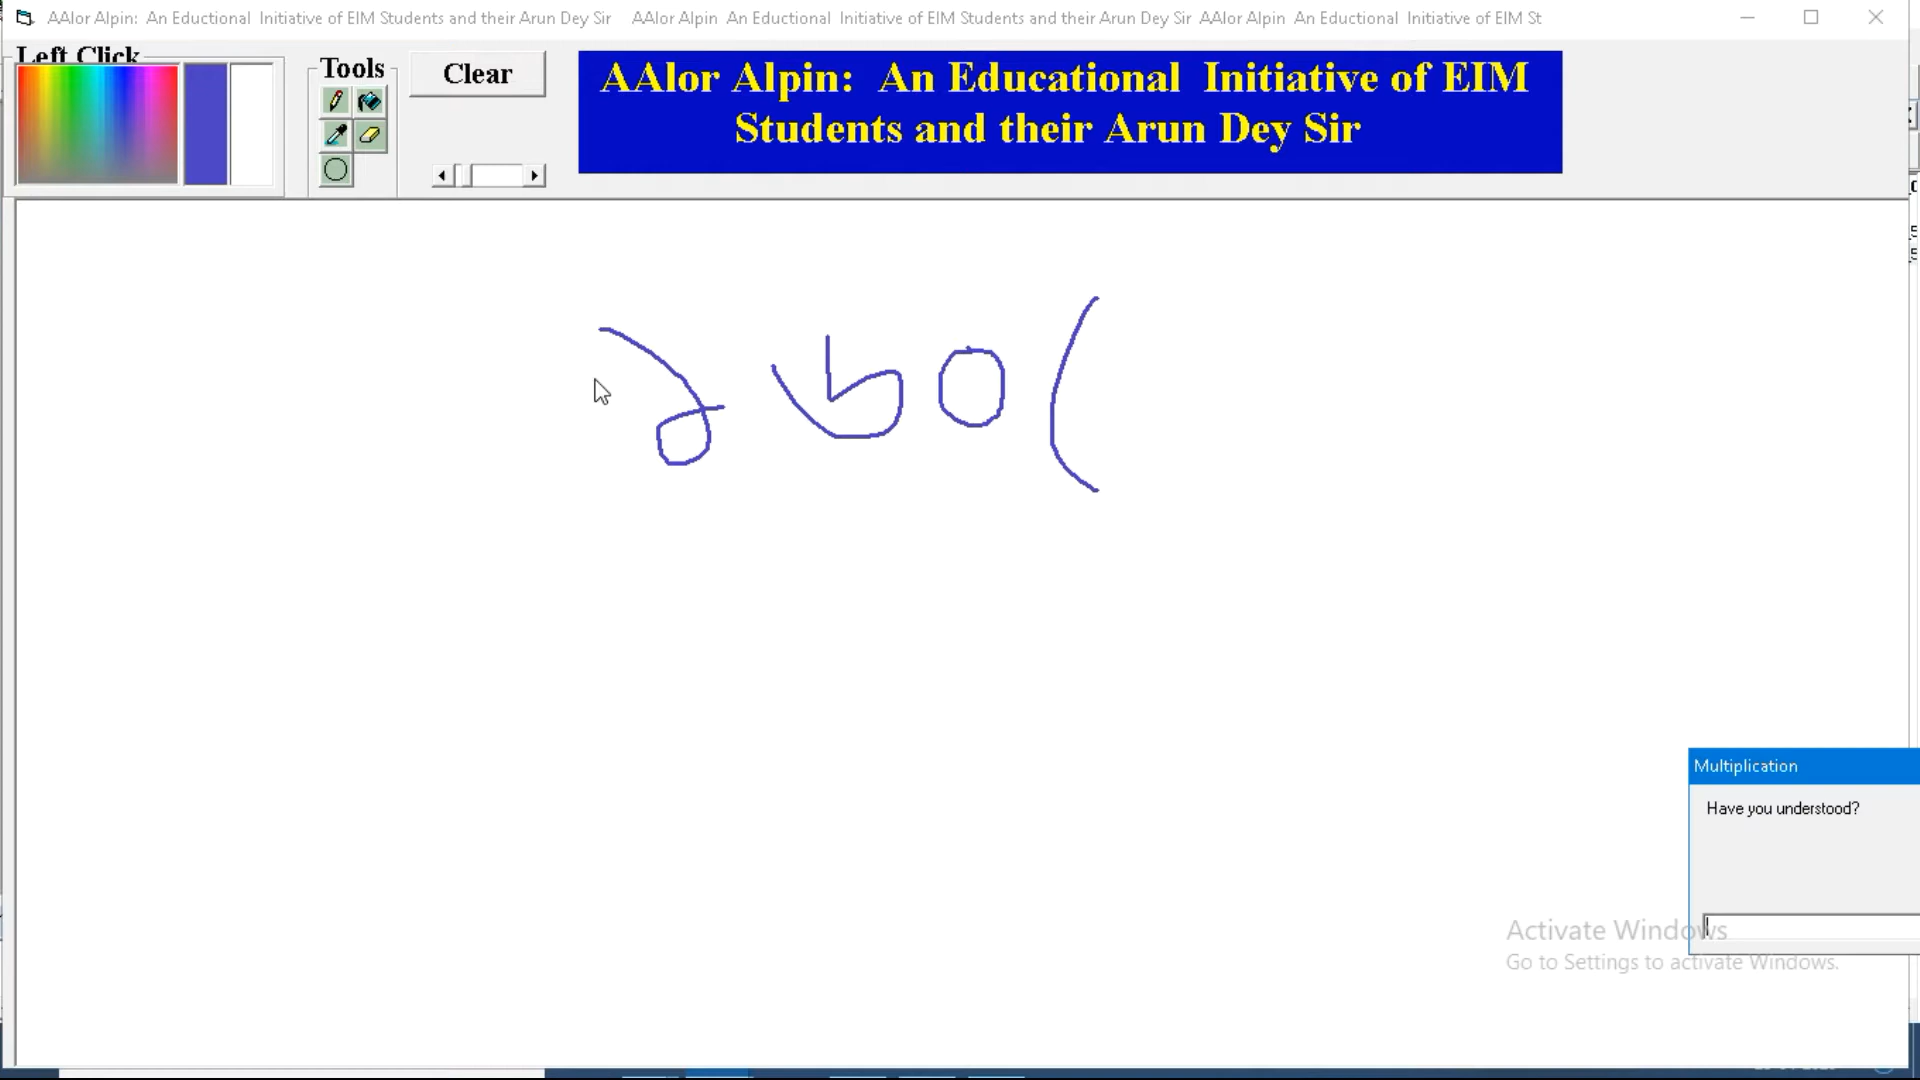 AAlor Alpin: An Eductional Initiative of EIM Students and their Arun Dey Sir AAlor Alpin An Eductional Initiative of EIM Students and their Arun Dey Sir AAlor Alpin An Eductional Initiative of EIM St
Left Click
Tools
Clear
AAlor Alpin: An Educational Initiative of EIM
Students and their Arun Dey Sir
১৬০(
Multiplication
Have you understood?
Activate Windows
Go to Settings to activate Windows.